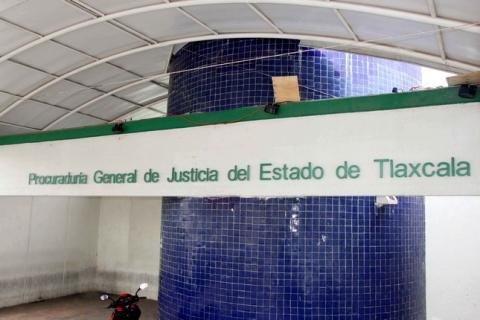 Procuraduría General de Justicia del Estado de Tlaxcala